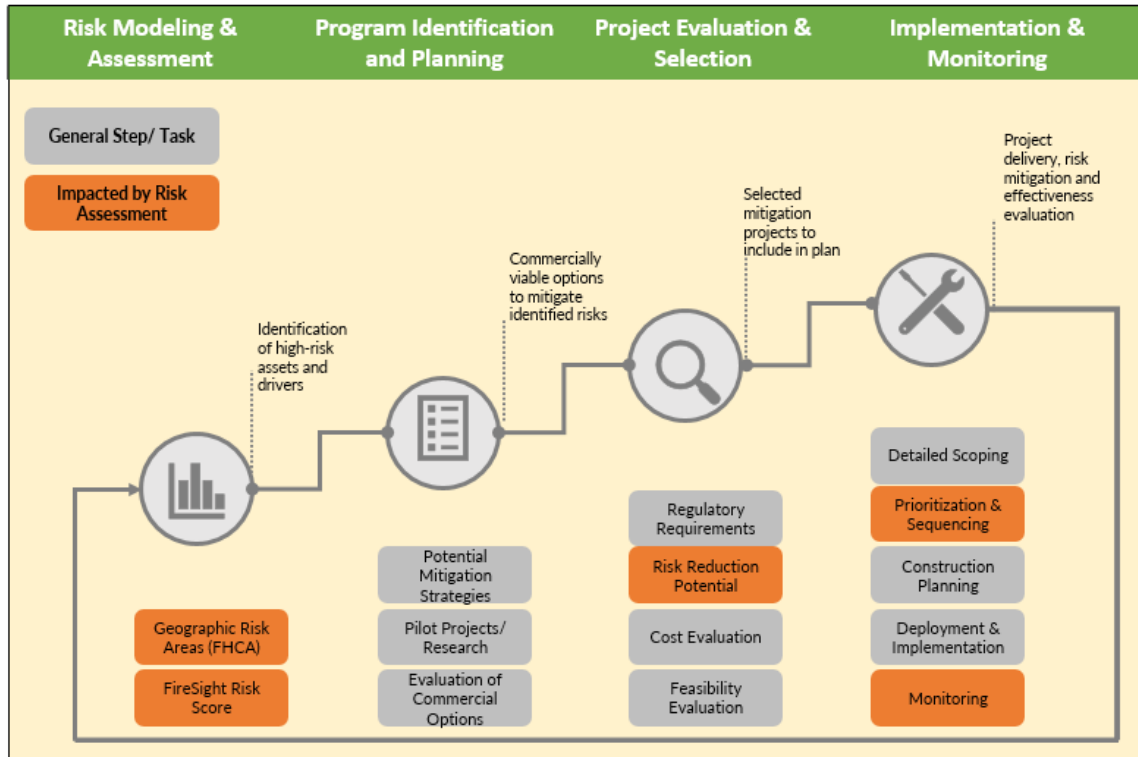 Risk Modeling &
Assessment
Program Identification
and Planning
Project Evaluation &
Selection
Implementation &
Monitoring
General Step/ Task
Impacted by Risk
Assessment
Identification
of high-risk
assets and
drivers
Commercially
viable options
to mitigate
identified risks
Selected
mitigation
projects to
include in plan
Project
delivery, risk
mitigation and
effectiveness
evaluation
Geographic Risk
Areas (FHCA)
FireSight Risk
Score
Potential
Mitigation
Strategies
Pilot Projects/
Research
Evaluation of
Commercial
Options
Regulatory
Requirements
Risk Reduction
Potential
Cost Evaluation
Feasibility
Evaluation
Detailed Scoping
Prioritization &
Sequencing
Construction
Planning
Deployment &
Implementation
Monitoring